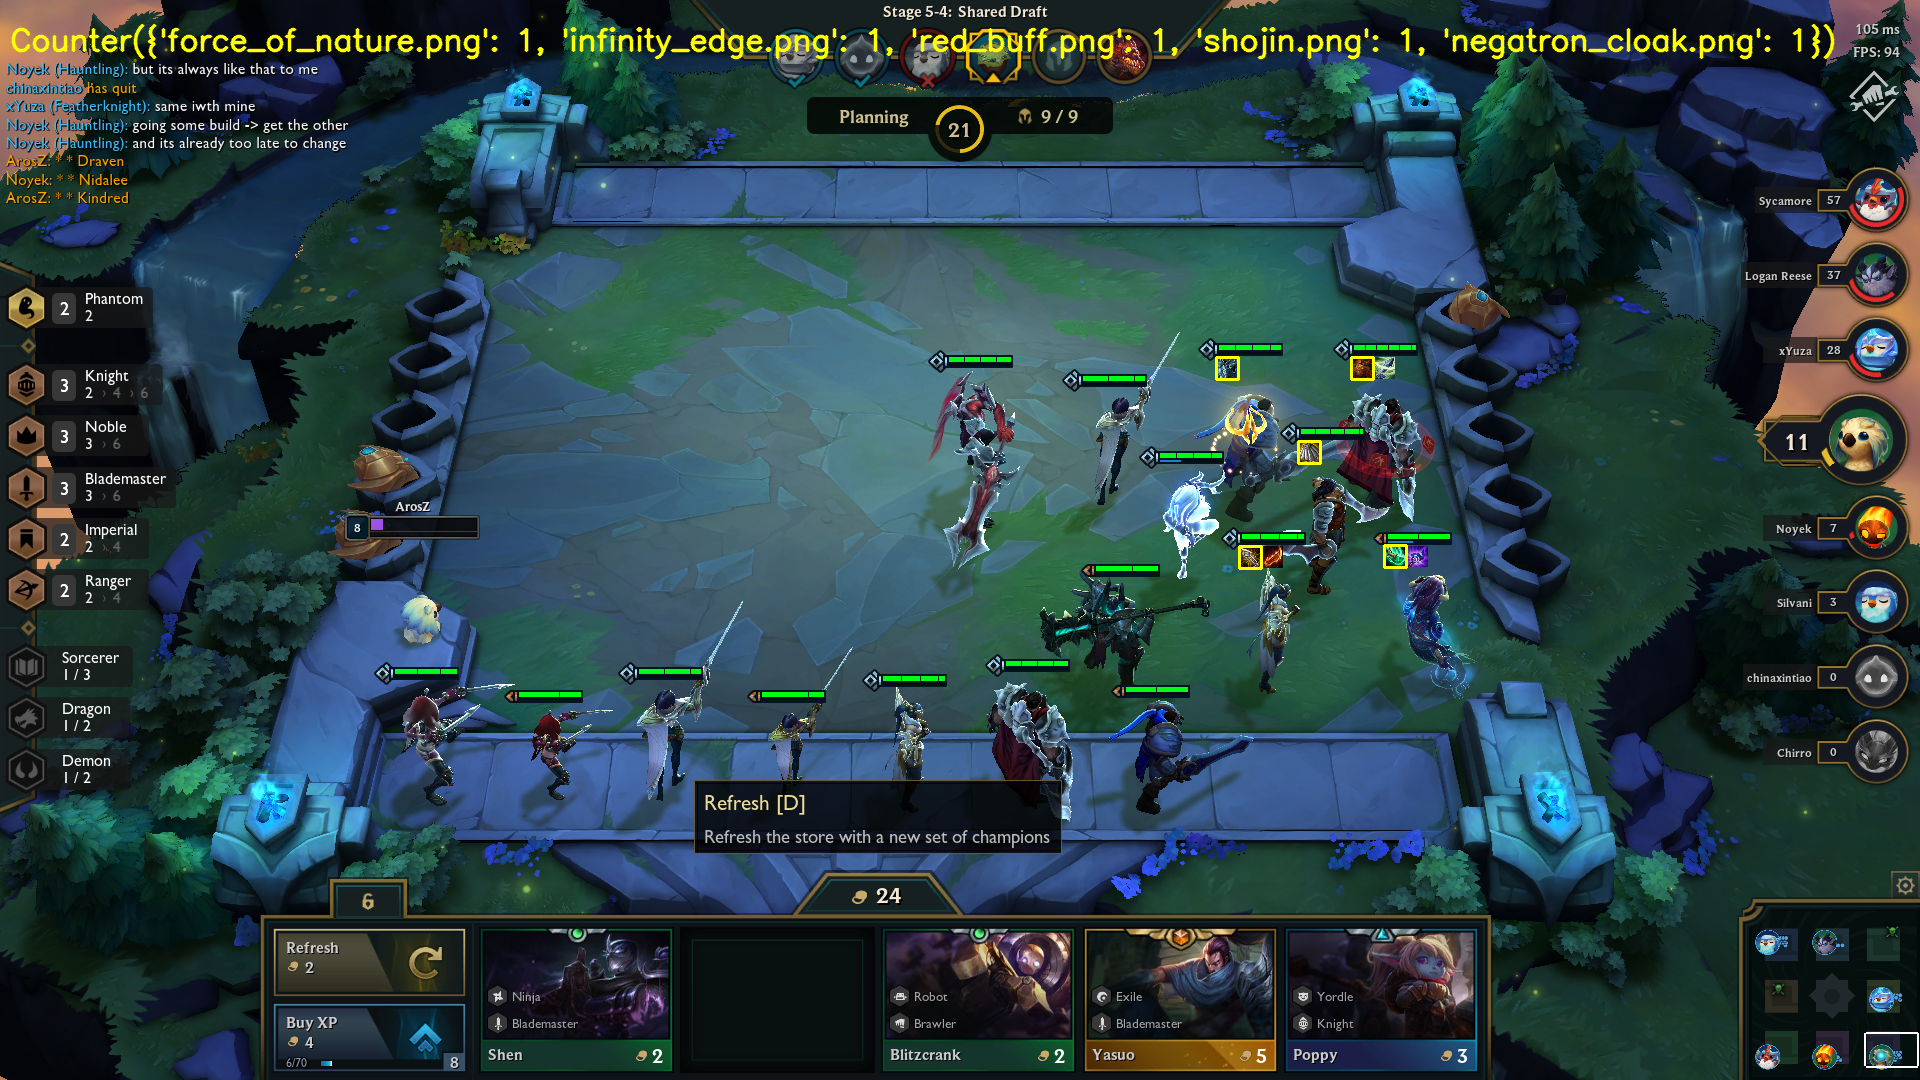 Stage 5-4: Shared Draft
Counter({'force_of_nature.png': 1, 'infinity_edge.png': 1, 'red_buff.png': 1, 'shojin.png': 1, 'negatron_cloak.png': 1})
105 ms
FPS: 94
Noyek (Hauntling): but its always like that to me
chinaxintiao has quit
xYuza (Featherknight): same iwth mine
Noyek (Hauntling): going some build -> get the other
Noyek (Hauntling): and its already too late to change
ArosZ: * * Draven
Noyek: * * Nidalee
ArosZ: * * Kindred
Planning
21
9 / 9
Sycamore 57
Logan Reese 37
xYuza 28
11
Noyek 7
Silvani 3
chinaxintiao 0
Chirro 0
2 Phantom
2
3 Knight
2 › 4 › 6
3 Noble
3 › 6
3 Blademaster
3 › 6
2 Imperial
2 › 4
2 Ranger
2 › 4
Sorcerer
1 / 3
Dragon
1 / 2
Demon
1 / 2
ArosZ
8
Refresh [D]
Refresh the store with a new set of champions
6
24
Refresh
2
Buy XP
4
6/70
8
Ninja
Blademaster
Shen 2
Robot
Brawler
Blitzcrank 2
Exile
Blademaster
Yasuo 5
Yordle
Knight
Poppy 3